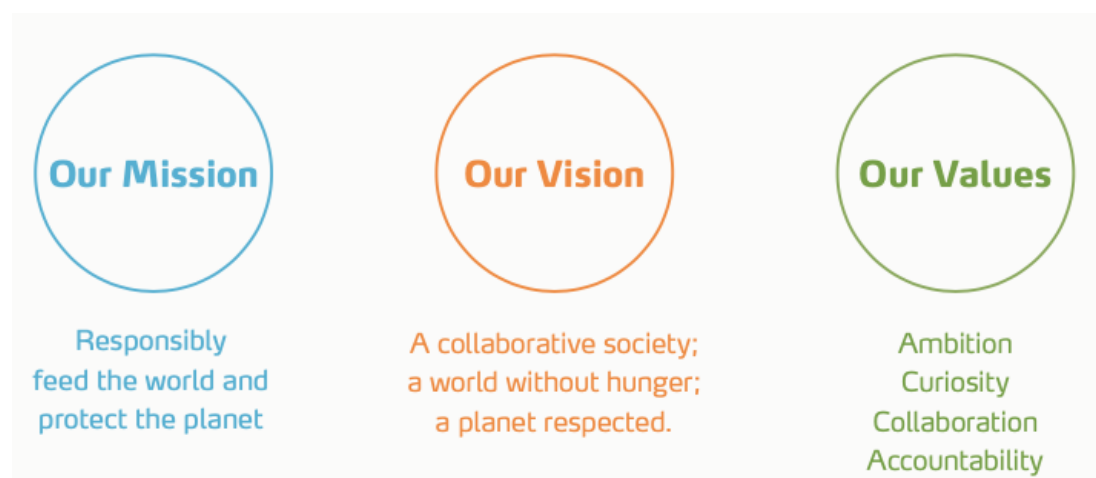 Our Mission
Responsibly
feed the world and
protect the planet
Our Vision
A collaborative society;
a world without hunger;
a planet respected.
Our Values
Ambition
Curiosity
Collaboration
Accountability